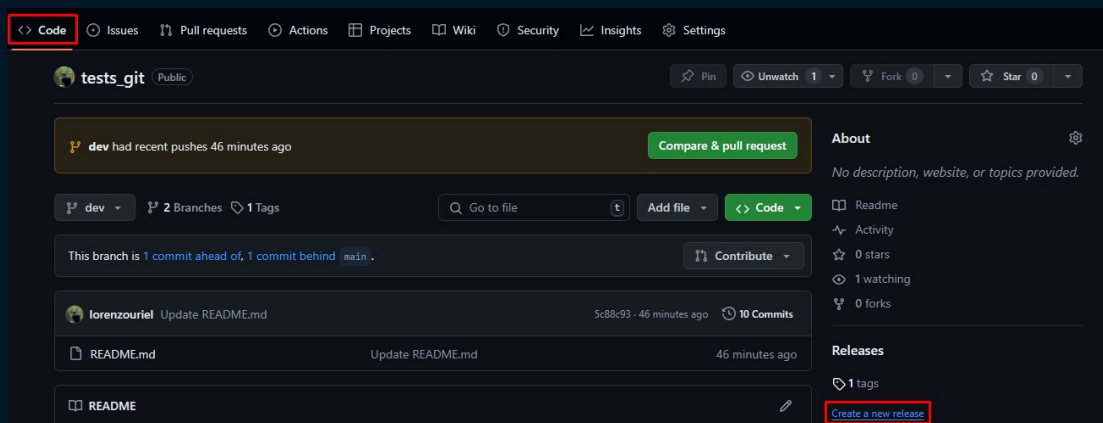 Code Issues Pull requests Actions Projects Wiki Security Insights Settings
tests_git Public
Pin Unwatch 1 Fork 0 Star 0
dev had recent pushes 46 minutes ago Compare & pull request
dev 2 Branches 1 Tags Go to file t Add file Code
This branch is 1 commit ahead of, 1 commit behind main. Contribute
lorenzouriel Update README.md 5c88c93 · 46 minutes ago 10 Commits
README.md Update README.md 46 minutes ago
README
About
No description, website, or topics provided.
Readme
Activity
0 stars
1 watching
0 forks
Releases
1 tags
Create a new release